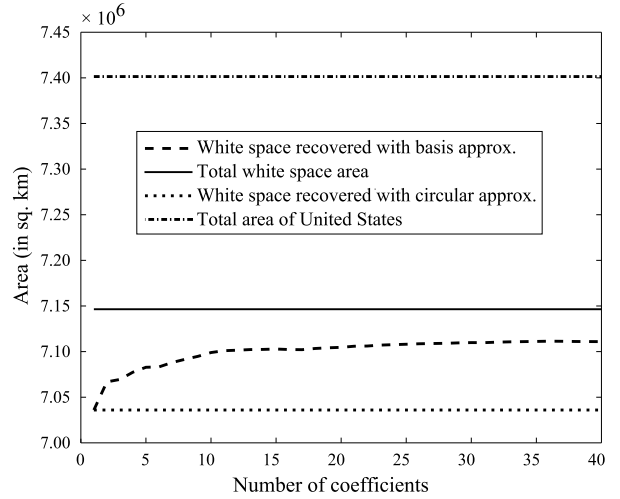 × 10⁶
7.45
7.40
7.35
7.30
7.25
7.20
7.15
7.10
7.05
7.00
Area (in sq. km)
White space recovered with basis approx.
Total white space area
White space recovered with circular approx.
Total area of United States
0 5 10 15 20 25 30 35 40
Number of coefficients